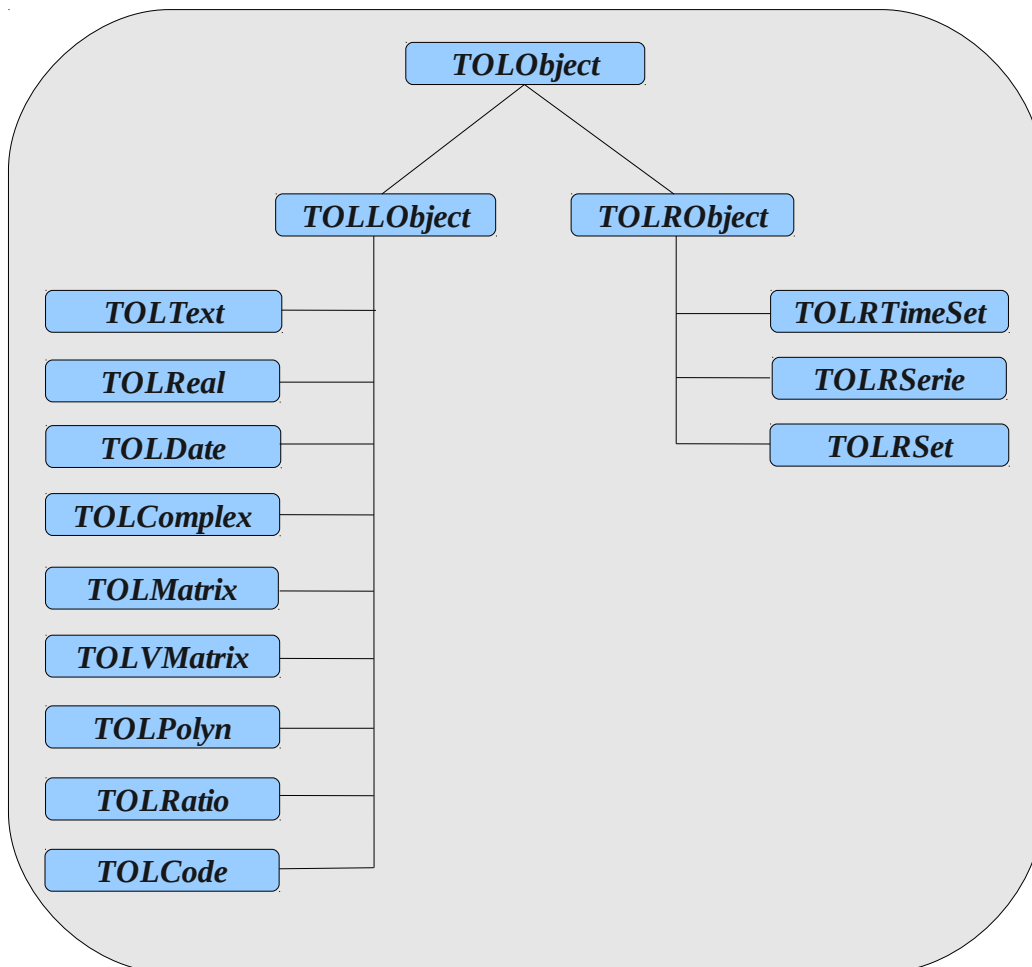 TOLObject
TOLLObject
TOLRObject
TOLText
TOLReal
TOLDate
TOLComplex
TOLMatrix
TOLVMatrix
TOLPolyn
TOLRatio
TOLCode
TOLRTimeSet
TOLRSerie
TOLRSet